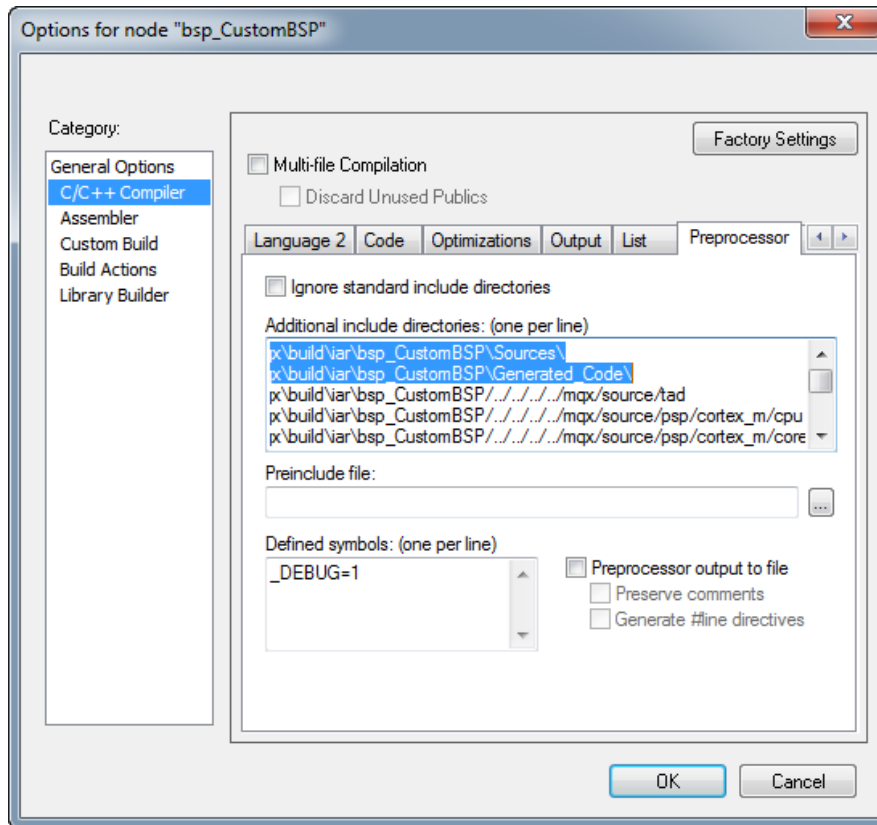 Options for node "bsp_CustomBSP"
Category:
General Options
C/C++ Compiler
Assembler
Custom Build
Build Actions
Library Builder
Factory Settings
Multi-file Compilation
Discard Unused Publics
Language 2 Code Optimizations Output List Preprocessor
Ignore standard include directories
Additional include directories: (one per line)
x\build\iar\bsp_CustomBSP\Sources\
x\build\iar\bsp_CustomBSP\Generated_Code\
x\build\iar\bsp_CustomBSP/../../../../mqx/source/tad
x\build\iar\bsp_CustomBSP/../../../../mqx/source/psp/cortex_m/cpu
x\build\iar\bsp_CustomBSP/../../../../mqx/source/psp/cortex_m/core
Preinclude file:
...
Defined symbols: (one per line)
_DEBUG=1
Preprocessor output to file
Preserve comments
Generate #line directives
OK Cancel